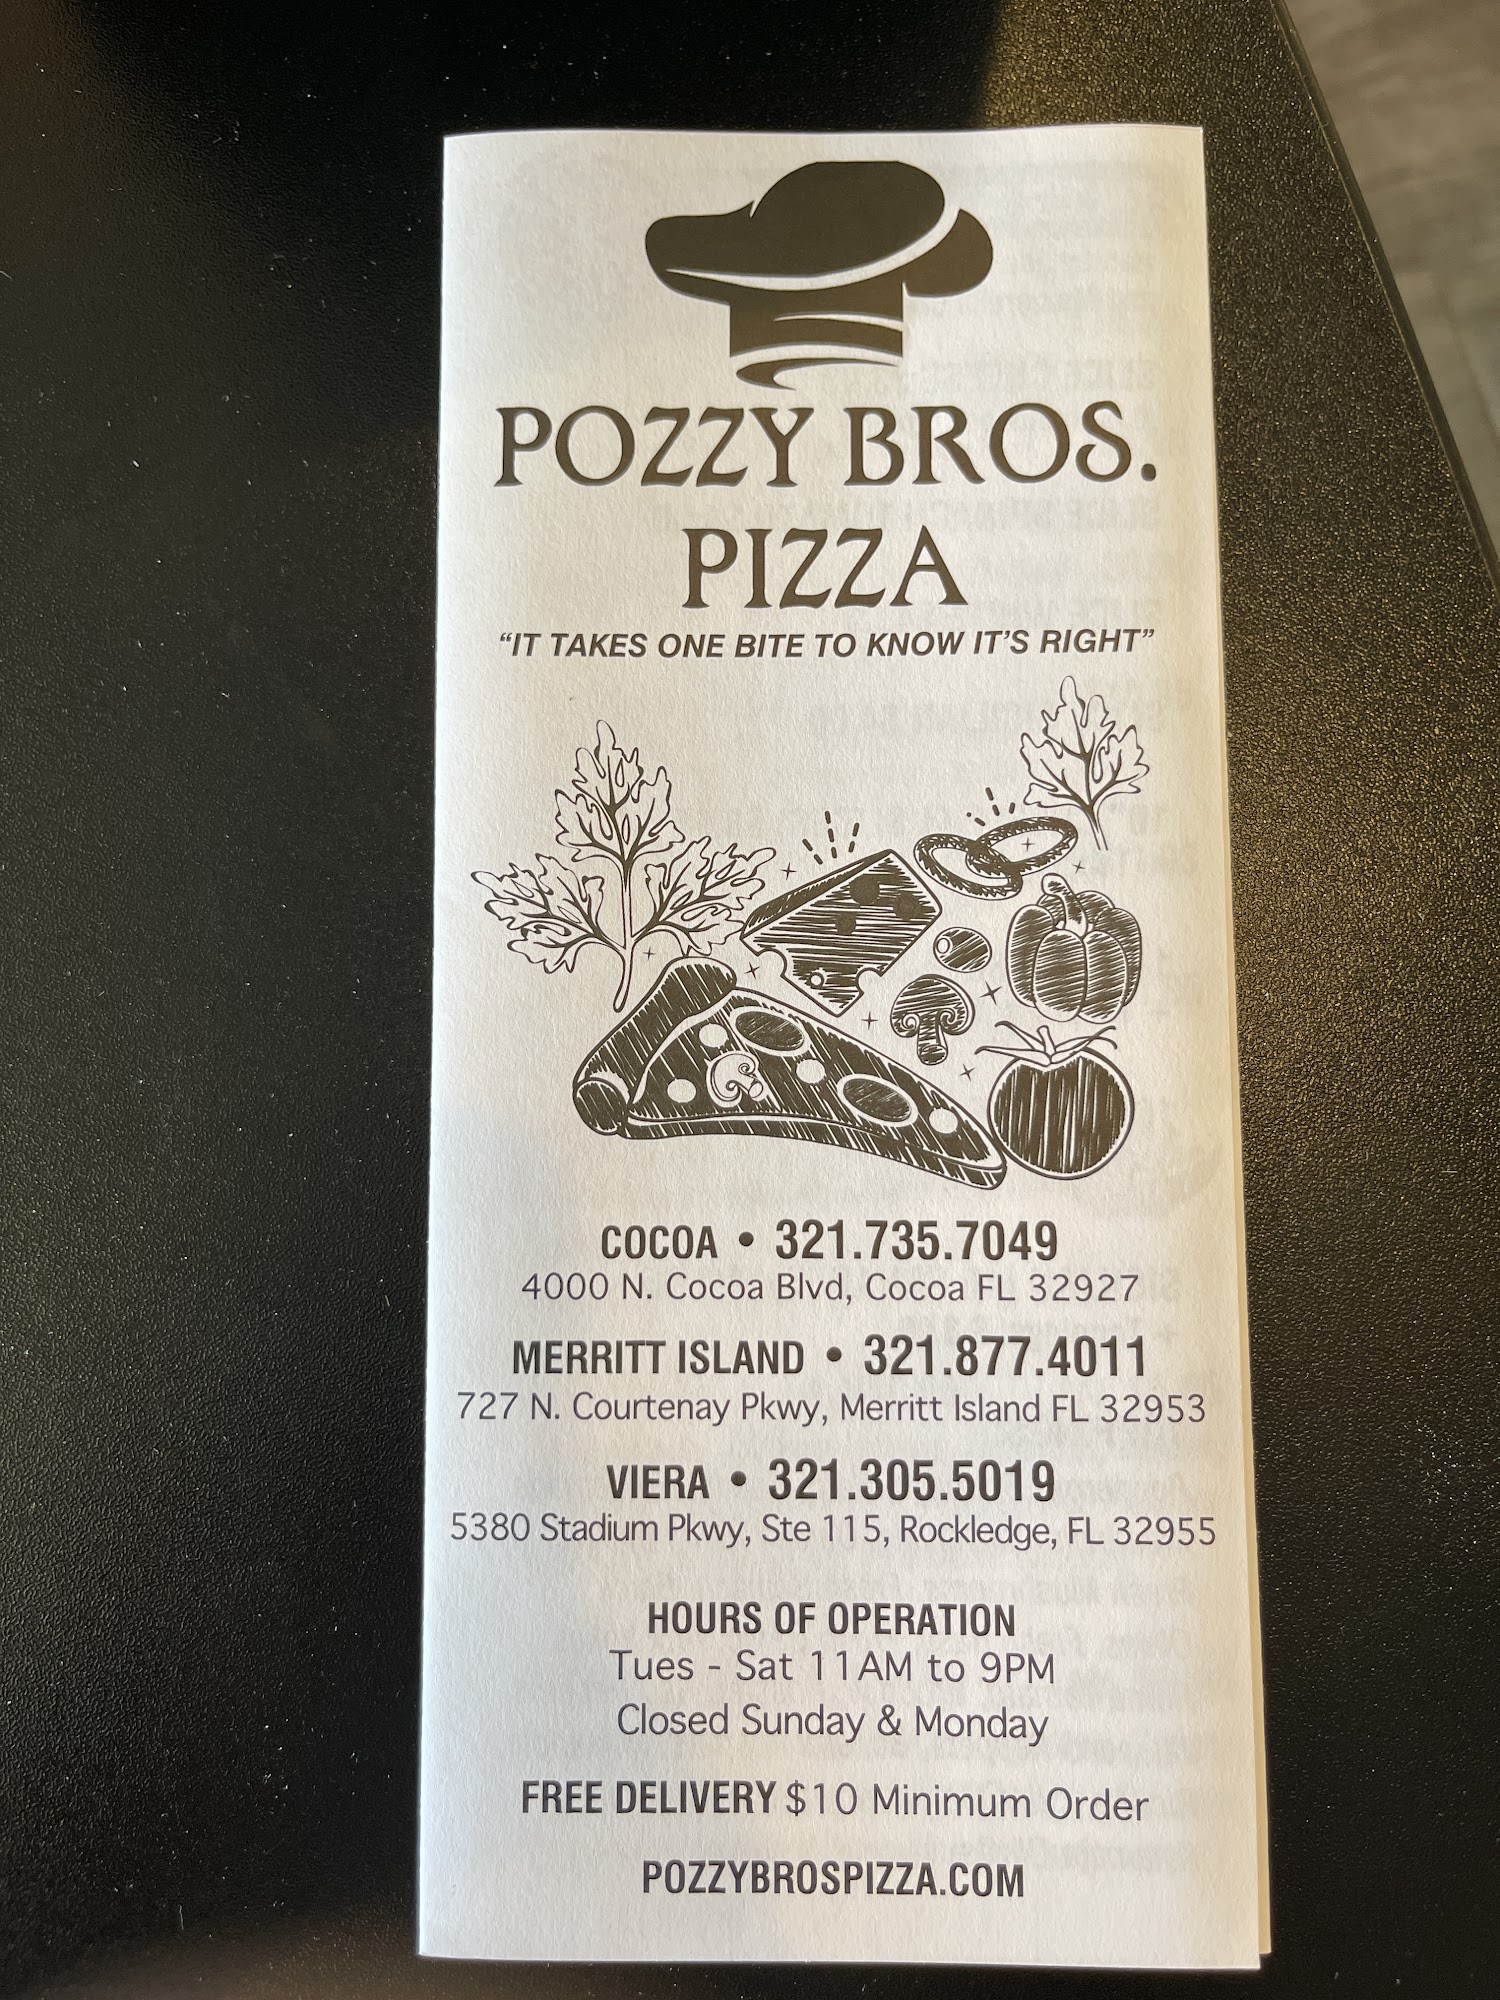 POZZY BROS.
PIZZA
“IT TAKES ONE BITE TO KNOW IT’S RIGHT”
COCOA • 321.735.7049
4000 N. Cocoa Blvd, Cocoa FL 32927
MERRITT ISLAND • 321.877.4011
727 N. Courtenay Pkwy, Merritt Island FL 32953
VIERA • 321.305.5019
5380 Stadium Pkwy, Ste 115, Rockledge, FL 32955
HOURS OF OPERATION
Tues - Sat 11AM to 9PM
Closed Sunday & Monday
FREE DELIVERY $10 Minimum Order
POZZYBROSPIZZA.COM